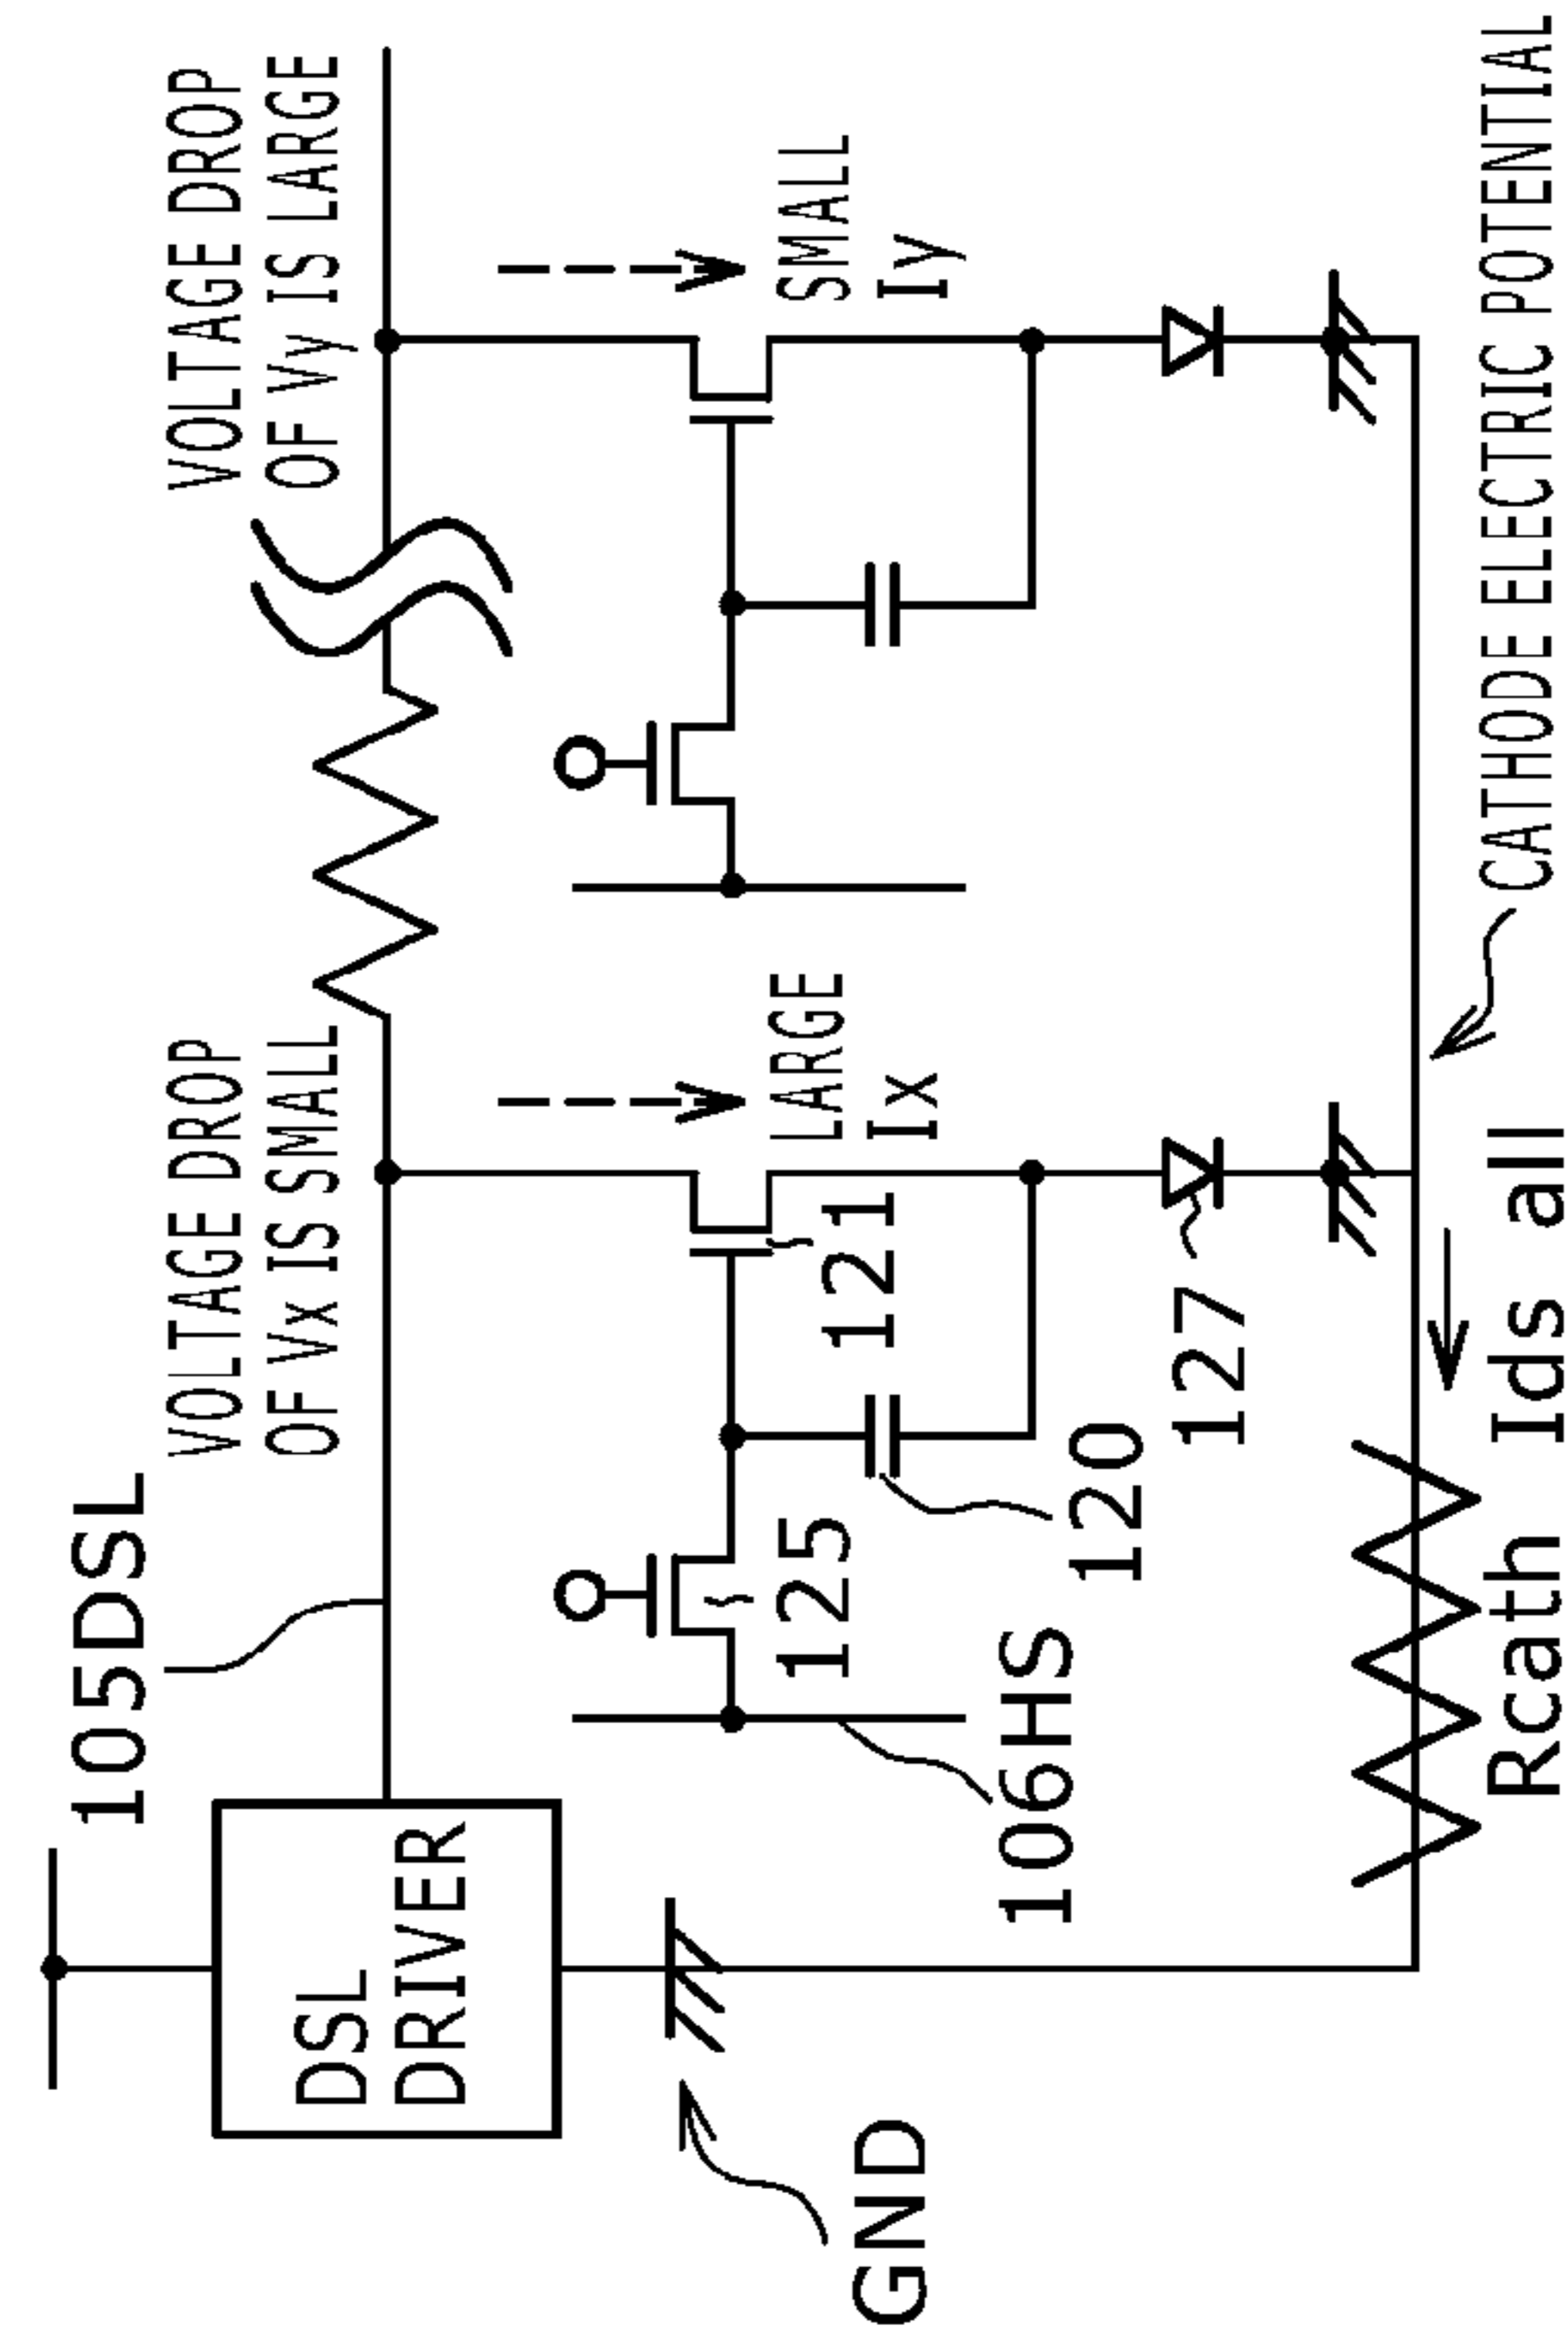 105DSL
VOLTAGE DROP
OF Vx IS SMALL
VOLTAGE DROP
OF Vy IS LARGE
DSL
DRIVER
GND
LARGE
Ix
SMALL
Iy
125
121
106HS
120
127
Rcath
Ids all
CATHODE ELECTRIC POTENTIAL